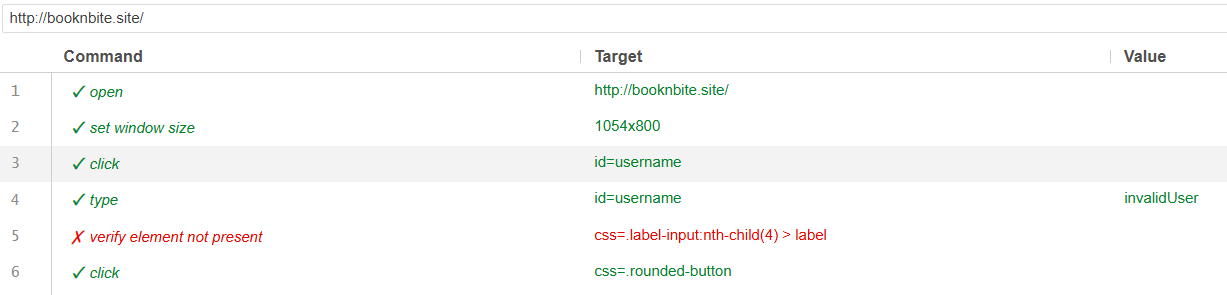 http://booknbite.site/
Command Target Value
1 ✓ open http://booknbite.site/
2 ✓ set window size 1054x800
3 ✓ click id=username
4 ✓ type id=username invalidUser
5 ✗ verify element not present css=.label-input:nth-child(4) > label
6 ✓ click css=.rounded-button